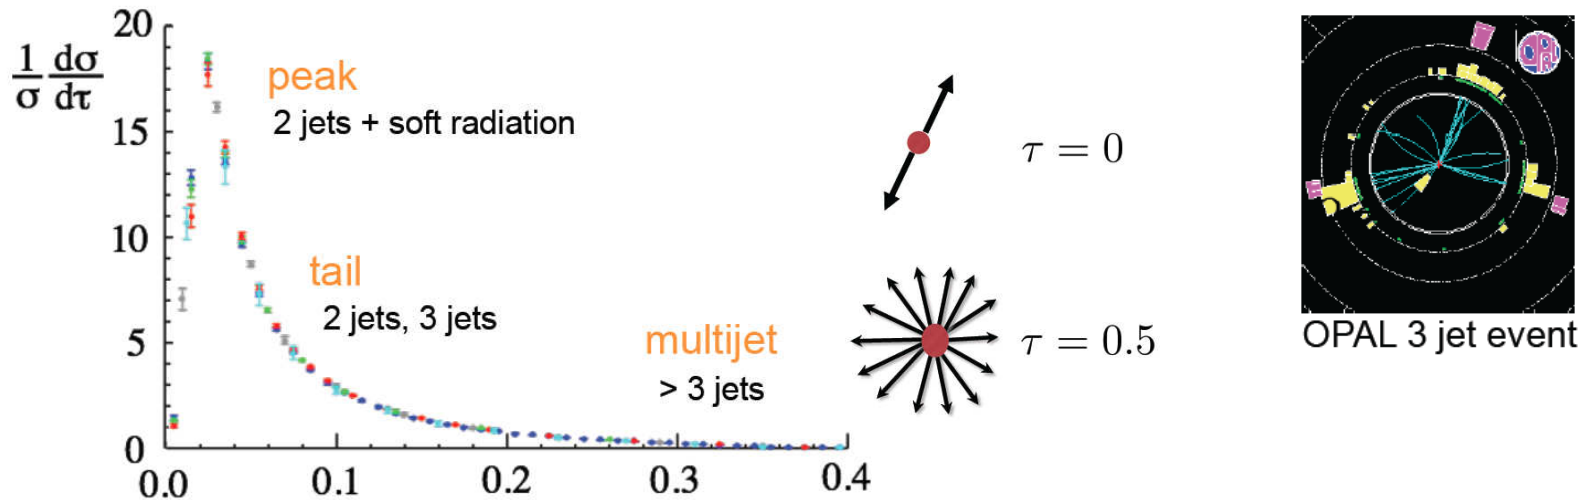 20
1/σ dσ/dτ
peak
2 jets + soft radiation
15
τ = 0
10
tail
2 jets, 3 jets
5
multijet
> 3 jets
τ = 0.5
OPAL 3 jet event
0
0.0 0.1 0.2 0.3 0.4